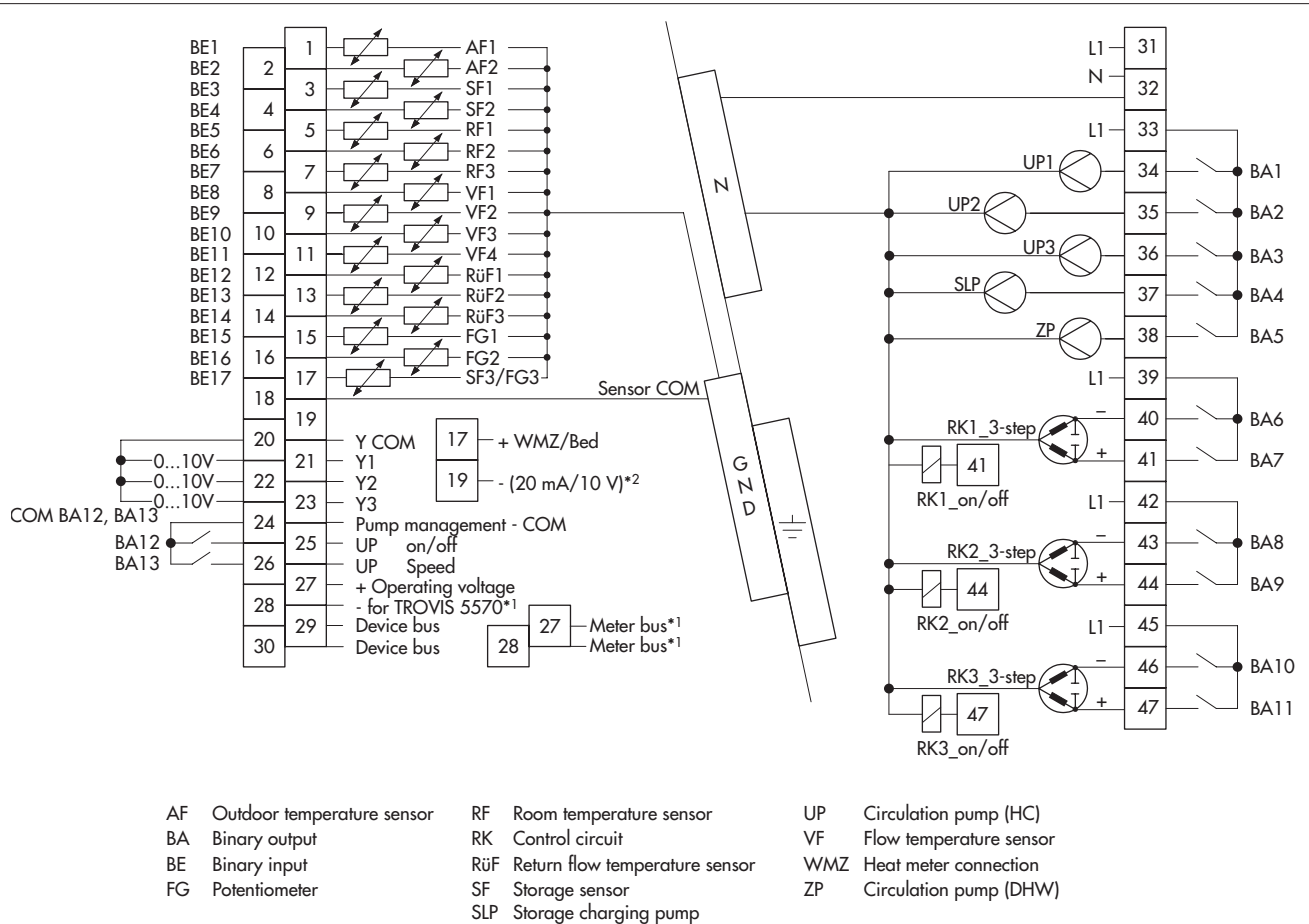 BE1 1 AF1
BE2 2 AF2
BE3 3 SF1
BE4 4 SF2
BE5 5 RF1
BE6 6 RF2
BE7 7 RF3
BE8 8 VF1
BE9 9 VF2
BE10 10 VF3
BE11 11 VF4
BE12 12 RüF1
BE13 13 RüF2
BE14 14 RüF3
BE15 15 FG1
BE16 16 FG2
BE17 17 SF3/FG3
18 Sensor COM
19
20 Y COM
0...10V 21 Y1
0...10V 22 Y2
0...10V 23 Y3
COM BA12, BA13 24 Pump management - COM
BA12 25 UP on/off
BA13 26 UP Speed
27 + Operating voltage
28 - for TROVIS 5570*1
29 Device bus
30 Device bus
17 + WMZ/Bed
19 - (20 mA/10 V)*2
27 Meter bus*1
28 Meter bus*1
N
GND
L1 31
N 32
L1 33
UP1 34 BA1
UP2 35 BA2
UP3 36 BA3
SLP 37 BA4
ZP 38 BA5
L1 39
RK1_3-step − 40 BA6
41 + 41 BA7
RK1_on/off
L1 42
RK2_3-step − 43 BA8
44 + 44 BA9
RK2_on/off
L1 45
RK3_3-step − 46 BA10
47 + 47 BA11
RK3_on/off
AF Outdoor temperature sensor
BA Binary output
BE Binary input
FG Potentiometer
RF Room temperature sensor
RK Control circuit
RüF Return flow temperature sensor
SF Storage sensor
SLP Storage charging pump
UP Circulation pump (HC)
VF Flow temperature sensor
WMZ Heat meter connection
ZP Circulation pump (DHW)